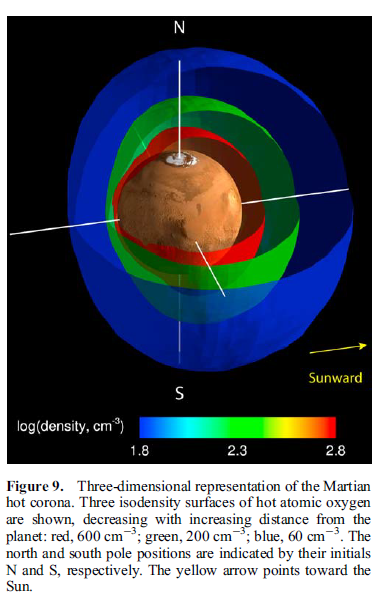 N
Sunward
S
log(density, cm⁻³)
1.8 2.3 2.8
Figure 9. Three-dimensional representation of the Martian
hot corona. Three isodensity surfaces of hot atomic oxygen
are shown, decreasing with increasing distance from the
planet: red, 600 cm⁻³; green, 200 cm⁻³; blue, 60 cm⁻³. The
north and south pole positions are indicated by their initials
N and S, respectively. The yellow arrow points toward the
Sun.